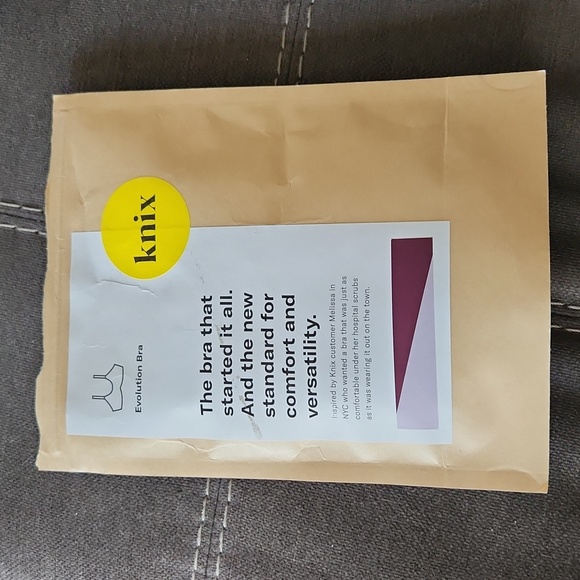 knix
Evolution Bra
The bra that
started it all.
And the new
standard for
comfort and
versatility.
Inspired by Knix customer Melissa in
NYC who wanted a bra that was just as
comfortable under her hospital scrubs
as it was wearing it out on the town.